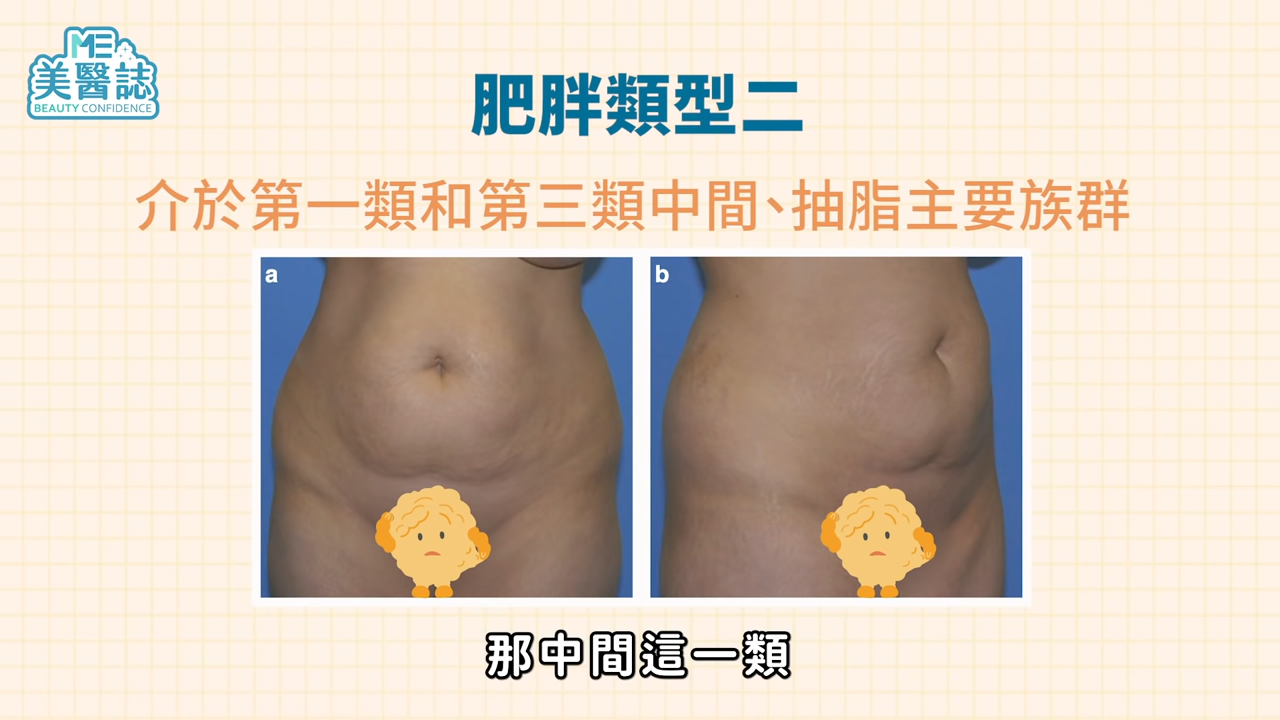 ME
美醫誌
BEAUTY CONFIDENCE
肥胖類型二
介於第一類和第三類中間、抽脂主要族群
a
b
那中間這一類